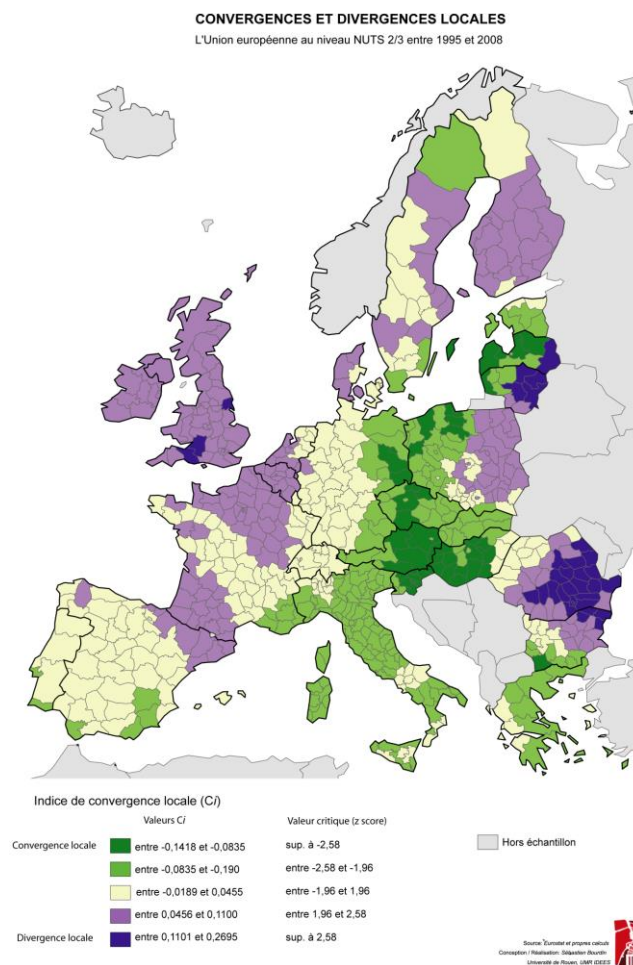 CONVERGENCES ET DIVERGENCES LOCALES
L'Union européenne au niveau NUTS 2/3 entre 1995 et 2008
Indice de convergence locale (Ci)
Valeurs Ci Valeur critique (z score)
Convergence locale entre -0,1418 et -0,0835 sup. à -2,58 Hors échantillon
entre -0,0835 et -0,190 entre -2,58 et -1,96
entre -0,0189 et 0,0455 entre -1,96 et 1,96
entre 0,0456 et 0,1100 entre 1,96 et 2,58
Divergence locale entre 0,1101 et 0,2695 sup. à 2,58
Source: Eurostat et propres calculs
Conception / Réalisation: Sébastien Bourdin
Université de Rouen, UMR IDEES